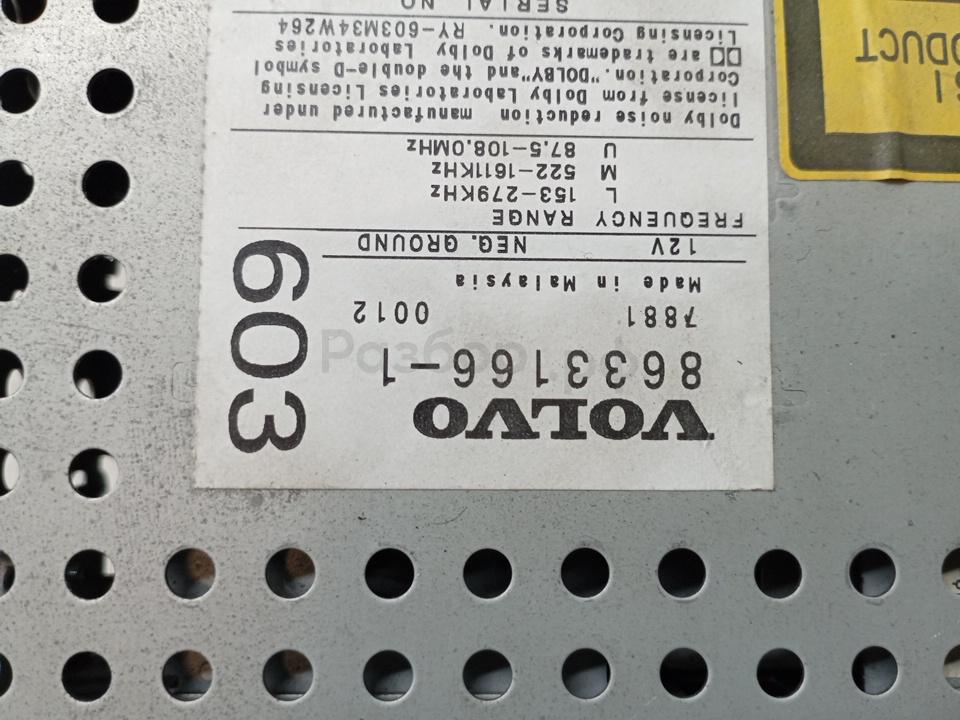 VOLVO
8633166-1
603
7881 0012
Made in Malaysia
12V NEG. GROUND
FREQUENCY RANGE
L 153-279KHz
M 522-1611KHz
U 87.5-108.0MHz
Dolby noise reduction manufactured under
license from Dolby Laboratories Licensing
Corporation. "DOLBY"and the double-D symbol
are trademarks of Dolby Laboratories
Licensing Corporation. RY-603M34W264
SERIAL NO
Разбор